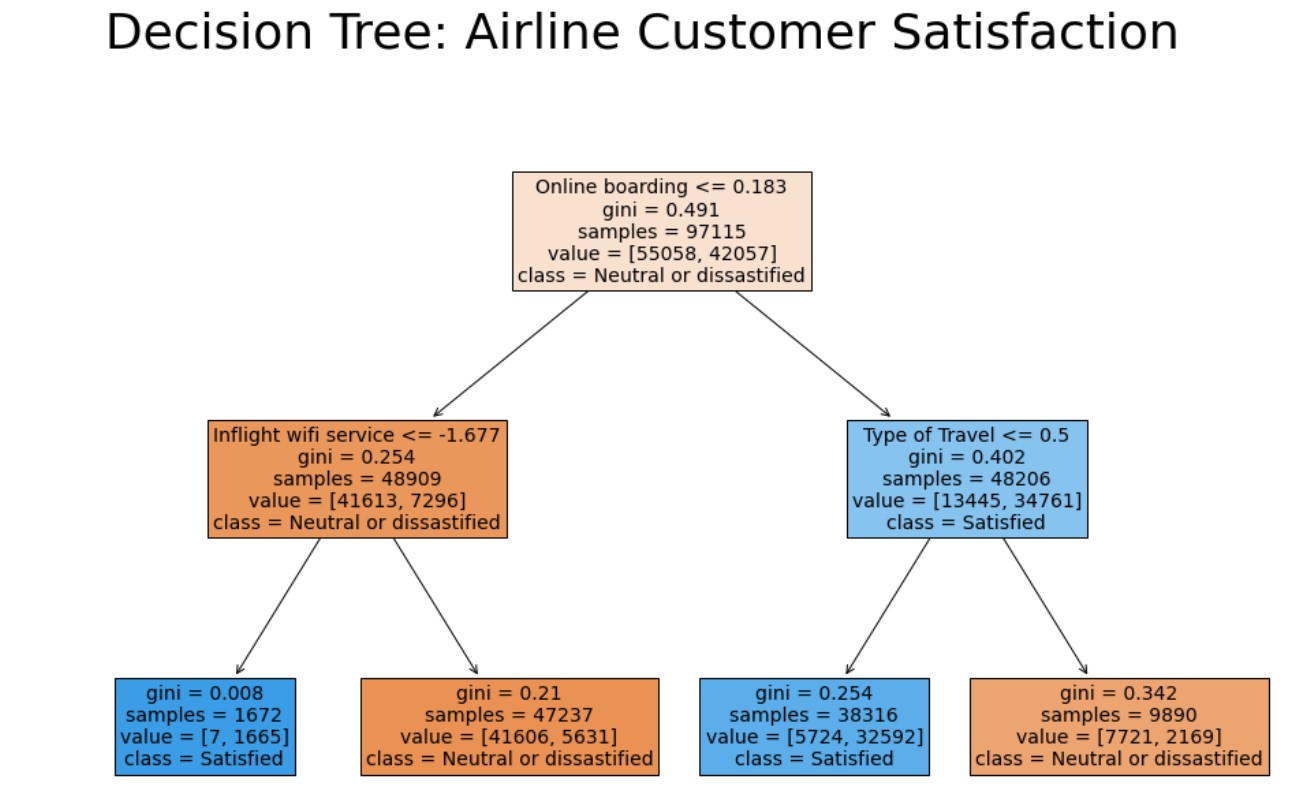 Decision Tree: Airline Customer Satisfaction
Online boarding <= 0.183
gini = 0.491
samples = 97115
value = [55058, 42057]
class = Neutral or dissastified
Inflight wifi service <= -1.677
gini = 0.254
samples = 48909
value = [41613, 7296]
class = Neutral or dissastified
Type of Travel <= 0.5
gini = 0.402
samples = 48206
value = [13445, 34761]
class = Satisfied
gini = 0.008
samples = 1672
value = [7, 1665]
class = Satisfied
gini = 0.21
samples = 47237
value = [41606, 5631]
class = Neutral or dissastified
gini = 0.254
samples = 38316
value = [5724, 32592]
class = Satisfied
gini = 0.342
samples = 9890
value = [7721, 2169]
class = Neutral or dissastified